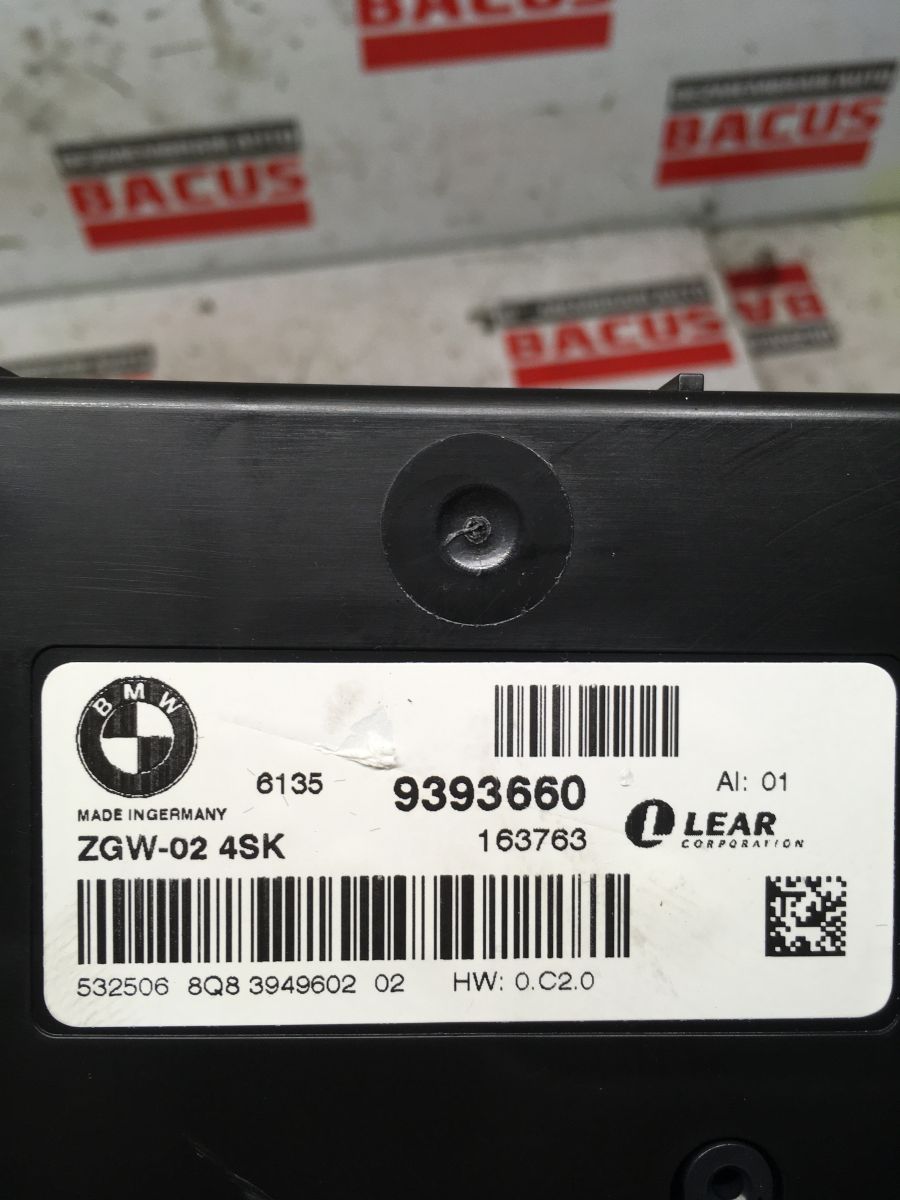 BACUS
BACUS
BACUS
BACUS
BA
BMW
6135
9393660
AI: 01
MADE INGERMANY
ZGW-02 4SK
163763
LEAR
CORPORATION
532506 8Q8 3949602 02 HW: 0.C2.0